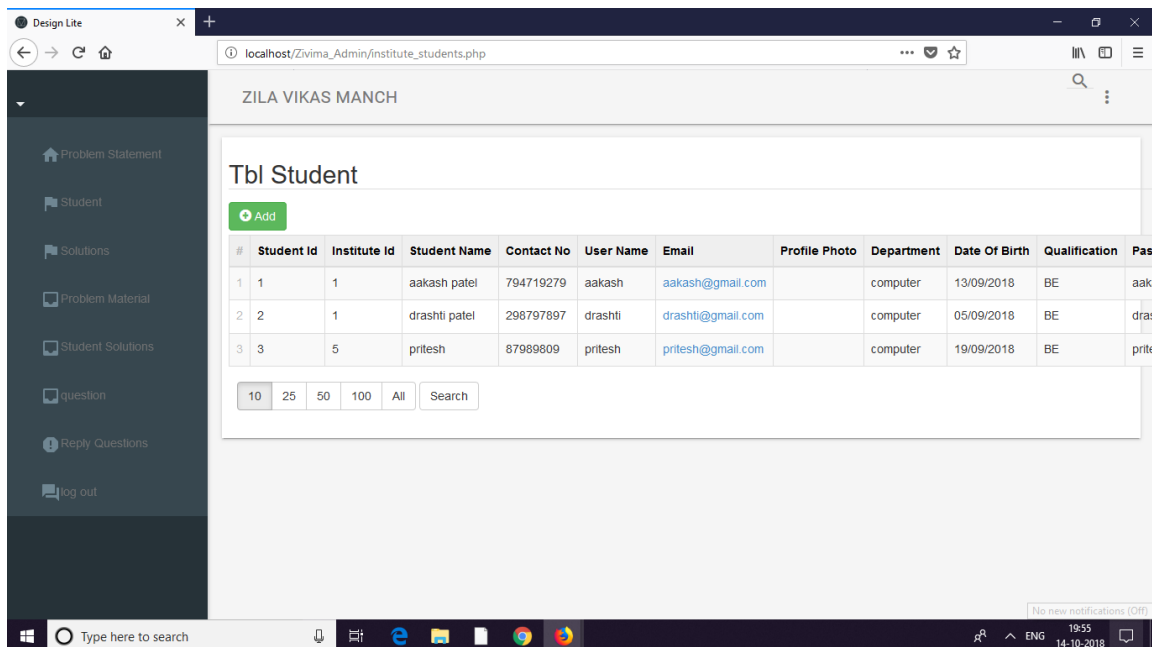 Design Lite
localhost/Zivima_Admin/institute_students.php
ZILA VIKAS MANCH
Problem Statement
Student
Solutions
Problem Material
Student Solutions
question
Reply Questions
log out
Tbl Student
Add
# Student Id Institute Id Student Name Contact No User Name Email Profile Photo Department Date Of Birth Qualification Pas
1 1 1 aakash patel 794719279 aakash aakash@gmail.com computer 13/09/2018 BE aak
2 2 1 drashti patel 298797897 drashti drashti@gmail.com computer 05/09/2018 BE dras
3 3 5 pritesh 87989809 pritesh pritesh@gmail.com computer 19/09/2018 BE prite
10 25 50 100 All Search
No new notifications (Off)
Type here to search
ENG
19:55
14-10-2018